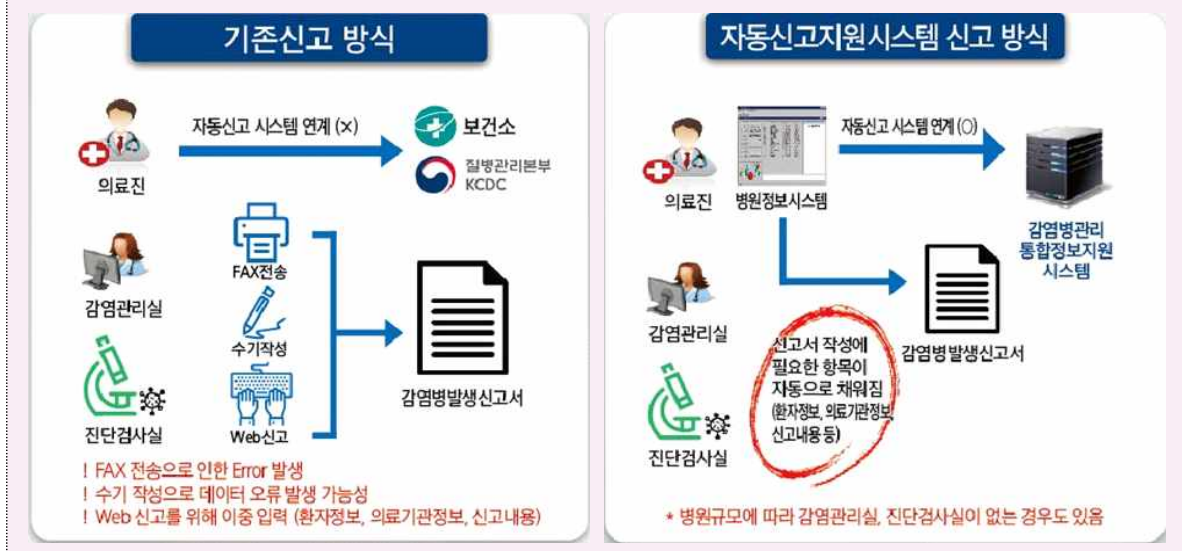 기존신고 방식
자동신고 시스템 연계 (×)
의료진
보건소
질병관리본부
KCDC
FAX전송
감염관리실
수기작성
감염병발생신고서
Web신고
진단검사실
! FAX 전송으로 인한 Error 발생
! 수기 작성으로 데이터 오류 발생 가능성
! Web 신고를 위해 이중 입력 (환자정보, 의료기관정보, 신고내용)
자동신고지원시스템 신고 방식
자동신고 시스템 연계(○)
의료진
병원정보시스템
감염병관리
통합정보지원
시스템
감염관리실
신고서 작성에
필요한 항목이
자동으로 채워짐
(환자정보, 의료기관정보,
신고내용 등)
감염병발생신고서
진단검사실
* 병원규모에 따라 감염관리실, 진단검사실이 없는 경우도 있음